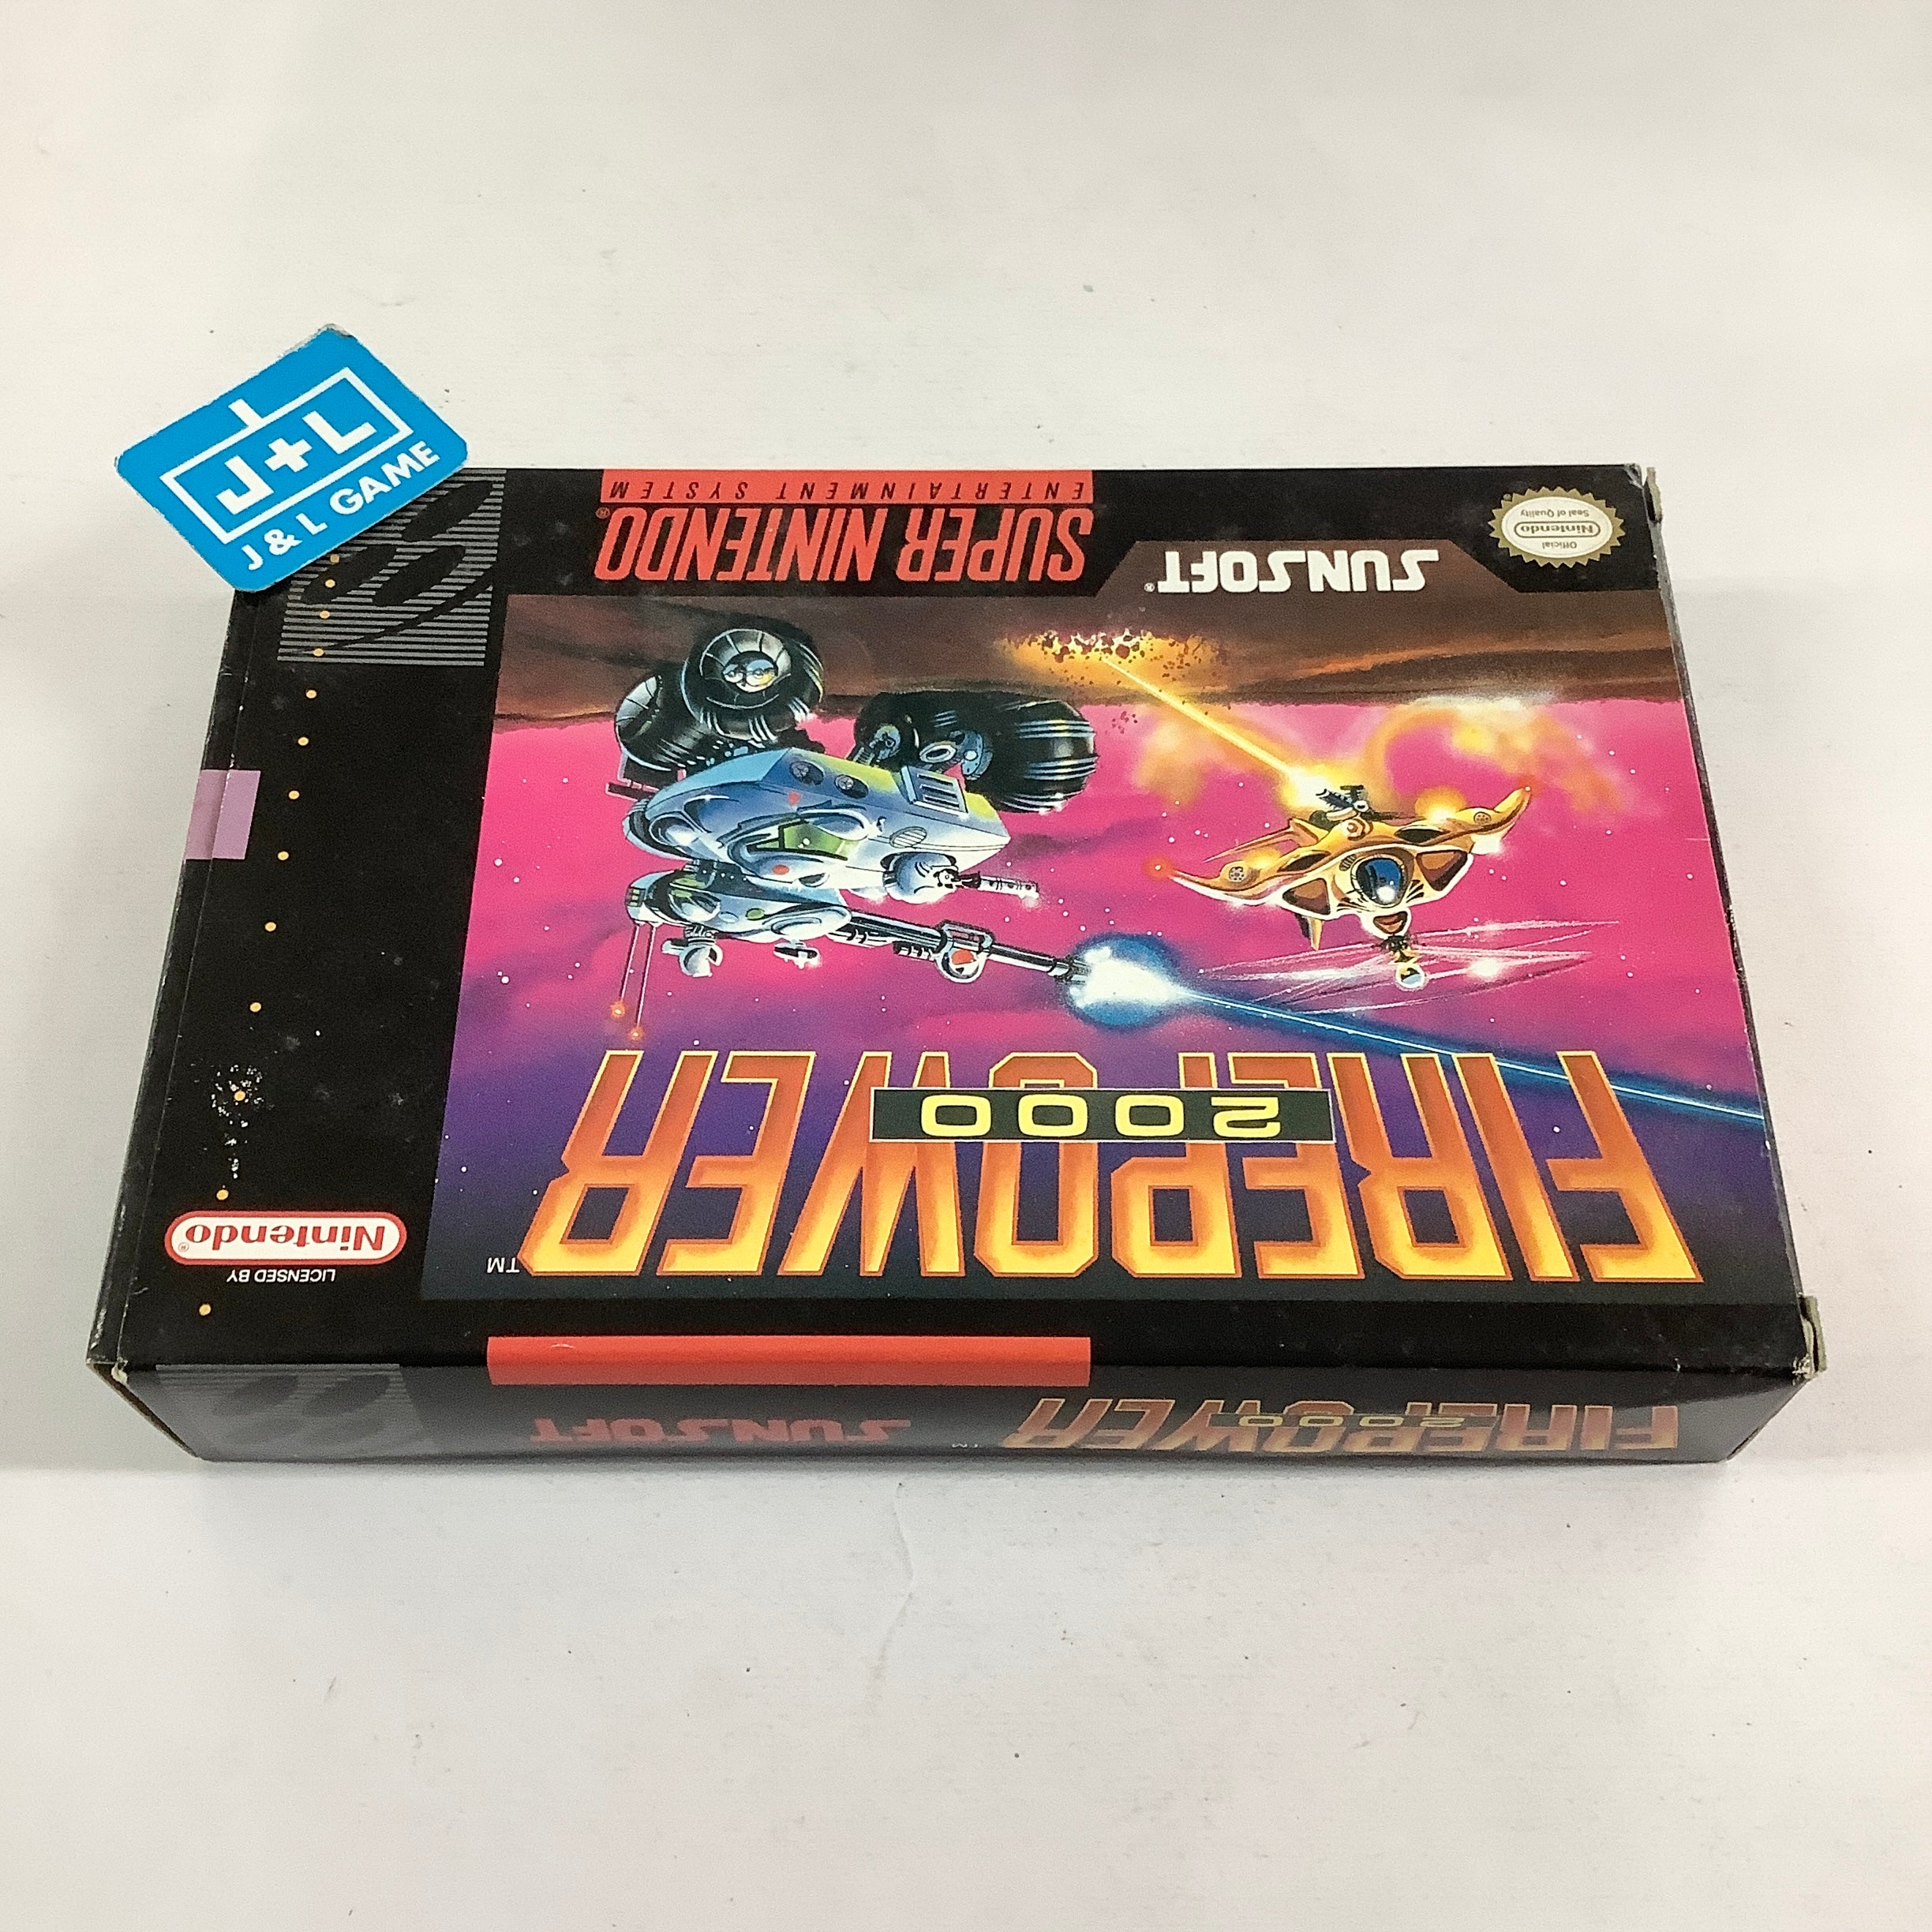 J+L
J & L GAME
FIREPOWER
2000
™
SUNSOFT®
SUPER NINTENDO®
ENTERTAINMENT SYSTEM
Official
Nintendo
Seal of Quality
LICENSED BY
Nintendo®
FIREPOWER
2000
™
SUNSOFT